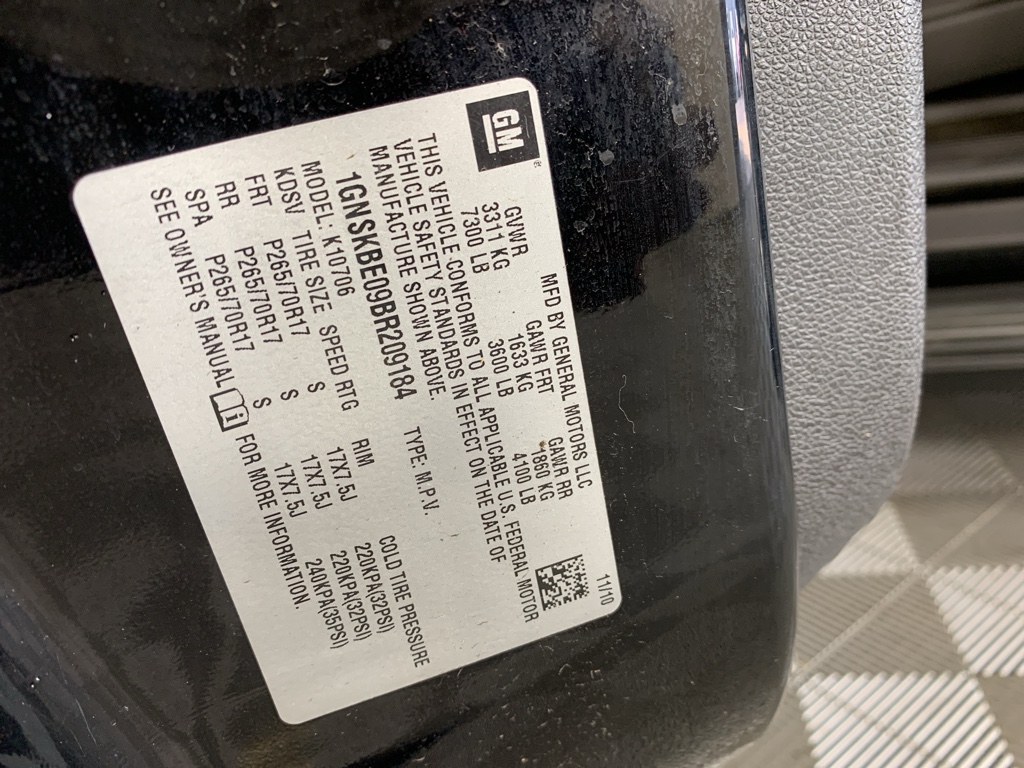 GM
MFD BY GENERAL MOTORS LLC 11/10
GVWR GAWR FRT GAWR RR
3311 KG 1633 KG 1860 KG
7300 LB 3600 LB 4100 LB
THIS VEHICLE CONFORMS TO ALL APPLICABLE U.S. FEDERAL MOTOR
VEHICLE SAFETY STANDARDS IN EFFECT ON THE DATE OF
MANUFACTURE SHOWN ABOVE.
1GNSKBE09BR209184 TYPE: M.P.V.
MODEL: K10706
KDSV TIRE SIZE SPEED RTG RIM COLD TIRE PRESSURE
FRT P265/70R17 S 17X7.5J 220KPA(32PSI)
RR P265/70R17 S 17X7.5J 220KPA(32PSI)
SPA P265/70R17 S 17X7.5J 240KPA(35PSI)
SEE OWNER'S MANUAL i FOR MORE INFORMATION.